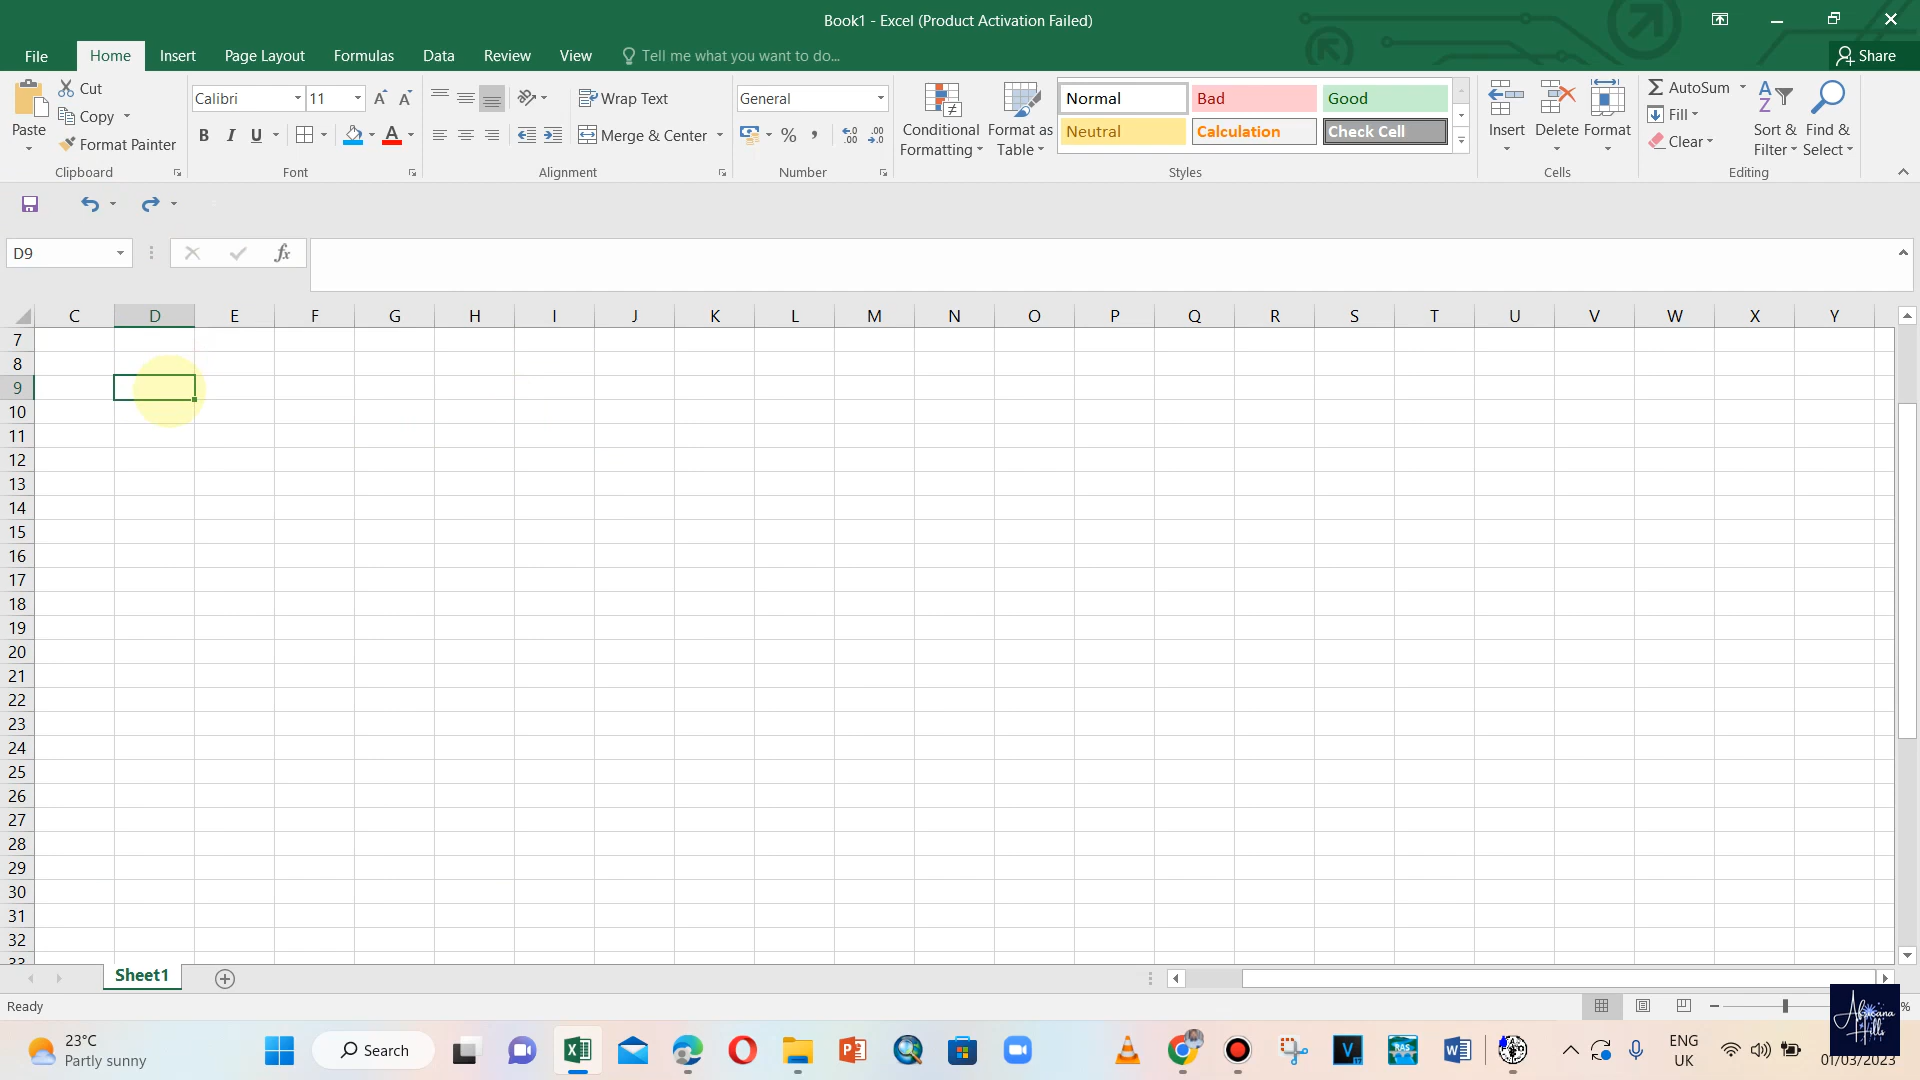 Book1 - Excel (Product Activation Failed)
File Home Insert Page Layout Formulas Data Review View Tell me what you want to do... Share
Paste
Cut
Copy
Format Painter
Clipboard
Calibri 11
B I U
Font
Wrap Text
Merge & Center
Alignment
General
%
Number
Conditional Formatting
Format as Table
Normal Bad Good
Neutral Calculation Check Cell
Styles
Insert Delete Format
Cells
AutoSum
Fill
Clear
Sort & Filter
Find & Select
Editing
D9 fx
C D E F G H I J K L M N O P Q R S T U V W X Y
7
8
9
10
11
12
13
14
15
16
17
18
19
20
21
22
23
24
25
26
27
28
29
30
31
32
33
Sheet1
Ready %
23°C
Partly sunny
Search
ENG
UK
Africana
Hills
01/03/2023